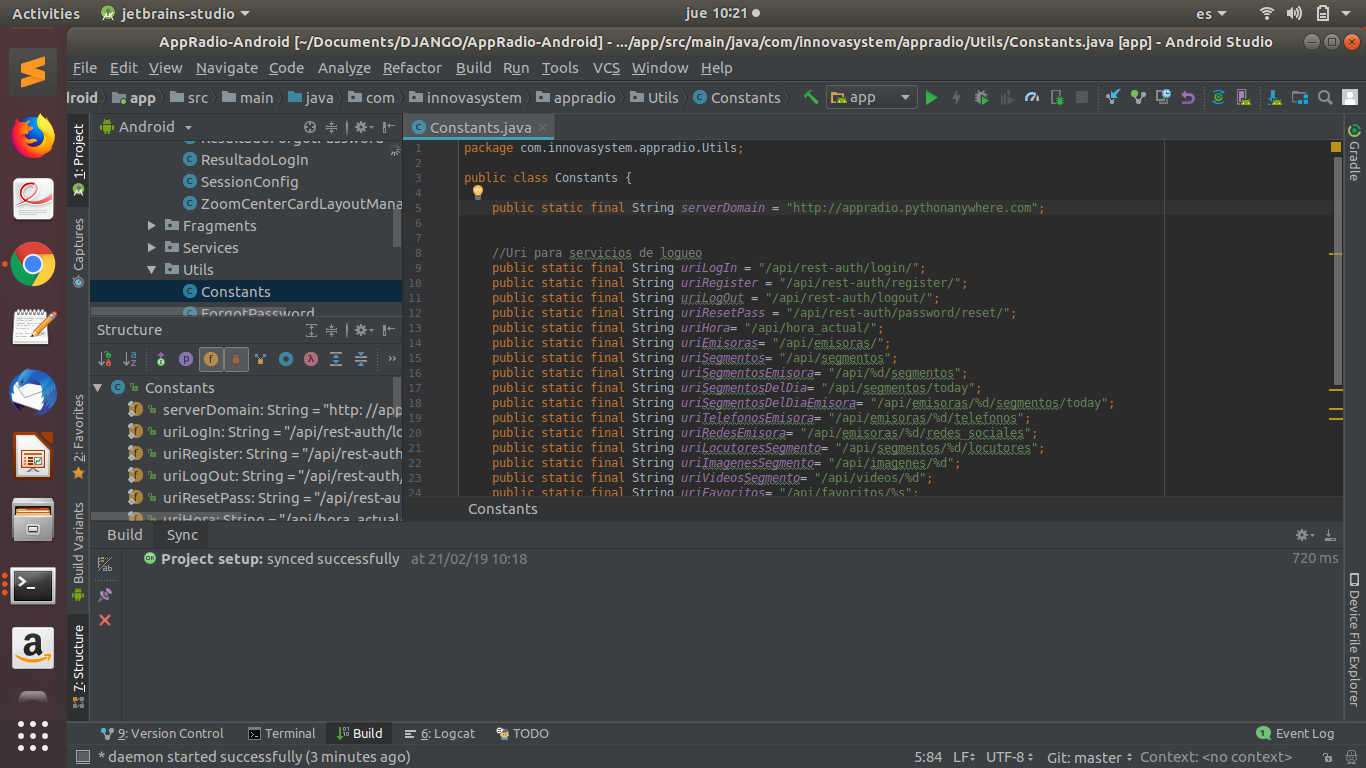 Activities jetbrains-studio jue 10:21 es
AppRadio-Android [~/Documents/DJANGO/AppRadio-Android] - .../app/src/main/java/com/innovasystem/appradio/Utils/Constants.java [app] - Android Studio
File Edit View Navigate Code Analyze Refactor Build Run Tools VCS Window Help
lroid app src main java com innovasystem appradio Utils Constants app
1: Project
Captures
2: Favorites
Build Variants
7: Structure
Android
ResultadoForgotPassword
ResultadoLogIn
SessionConfig
ZoomCenterCardLayoutMana
Fragments
Services
Utils
Constants
ForgotPassword
Structure
Constants
serverDomain: String = "http://app
uriLogIn: String = "/api/rest-auth/lo
uriRegister: String = "/api/rest-auth
uriLogOut: String = "/api/rest-auth/
uriResetPass: String = "/api/rest-au
uriHora: String = "/api/hora_actual
Constants.java
1 package com.innovasystem.appradio.Utils;
2
3 public class Constants {
4
5 public static final String serverDomain = "http://appradio.pythonanywhere.com";
6
7
8 //Uri para servicios de logueo
9 public static final String uriLogIn = "/api/rest-auth/login/";
10 public static final String uriRegister = "/api/rest-auth/register/";
11 public static final String uriLogOut = "/api/rest-auth/logout/";
12 public static final String uriResetPass = "/api/rest-auth/password/reset/";
13 public static final String uriHora= "/api/hora_actual/";
14 public static final String uriEmisoras= "/api/emisoras/";
15 public static final String uriSegmentos= "/api/segmentos";
16 public static final String uriSegmentosEmisora= "/api/%d/segmentos";
17 public static final String uriSegmentosDelDia= "/api/segmentos/today";
18 public static final String uriSegmentosDelDiaEmisora= "/api/emisoras/%d/segmentos/today";
19 public static final String uriTelefonosEmisora= "/api/emisoras/%d/telefonos";
20 public static final String uriRedesEmisora= "/api/emisoras/%d/redes_sociales";
21 public static final String uriLocutoresSegmento= "/api/segmentos/%d/locutores";
22 public static final String uriImagenesSegmento= "/api/imagenes/%d";
23 public static final String uriVideosSegmento= "/api/videos/%d";
24 public static final String uriFavoritos= "/api/favoritos/%s";
Constants
Gradle
Device File Explorer
Build Sync
Project setup: synced successfully at 21/02/19 10:18 720 ms
9: Version Control Terminal Build 6: Logcat TODO 1 Event Log
* daemon started successfully (3 minutes ago) 5:84 LF UTF-8 Git: master Context: <no context>